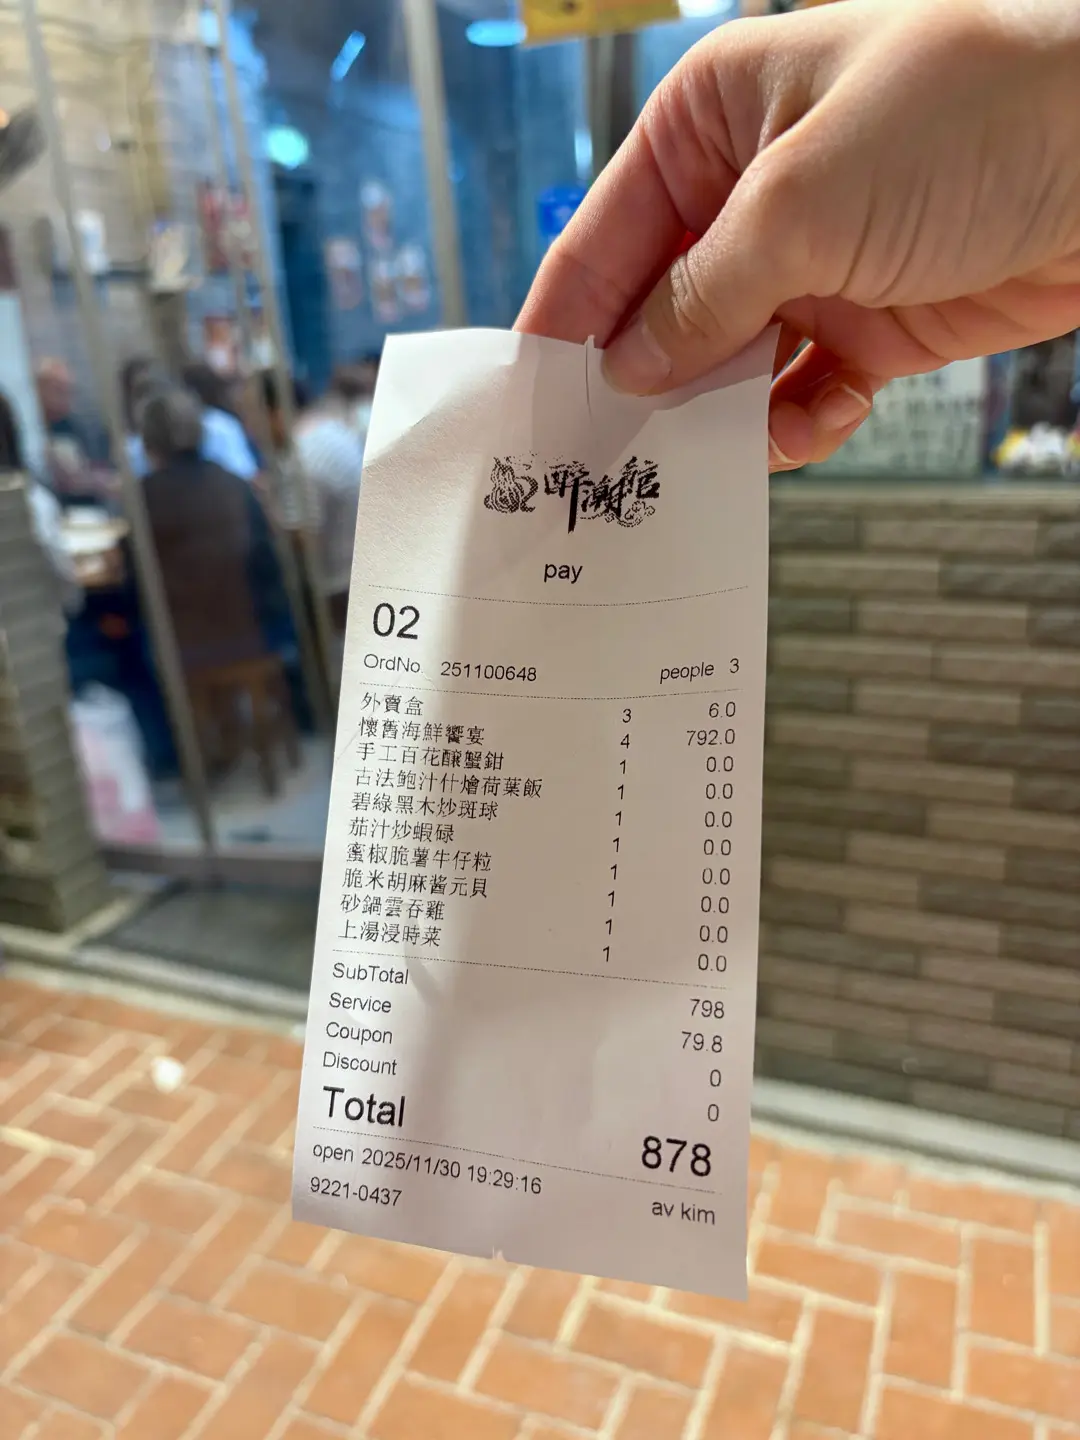 醉潮館
pay
02
OrdNo. 251100648 people 3
外賣盒 3 6.0
懷舊海鮮饗宴 4 792.0
手工百花釀蟹鉗 1 0.0
古法鮑汁什燴荷葉飯 1 0.0
碧綠黑木炒斑球 1 0.0
茄汁炒蝦碌 1 0.0
蜜椒脆薯牛仔粒 1 0.0
脆米胡麻醬元貝 1 0.0
砂鍋雲吞雞 1 0.0
上湯浸時菜 1 0.0
SubTotal 798
Service 79.8
Coupon 0
Discount 0
Total 878
open 2025/11/30 19:29:16
9221-0437 av kim